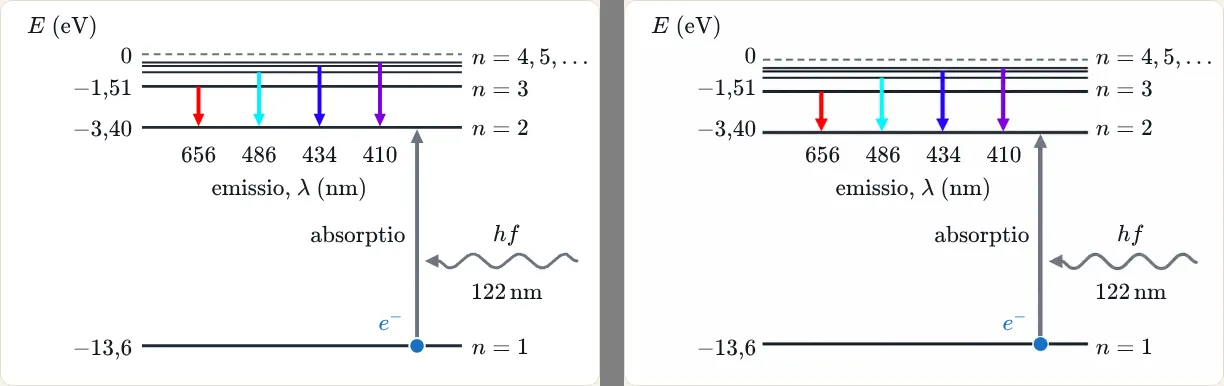 E (eV)
0
n = 4, 5, ...
−1,51
n = 3
−3,40
n = 2
656 486 434 410
emissio, λ (nm)
absorptio
hf
122 nm
e⁻
−13,6
n = 1
E (eV)
0
n = 4, 5, ...
−1,51
n = 3
−3,40
n = 2
656 486 434 410
emissio, λ (nm)
absorptio
hf
122 nm
e⁻
−13,6
n = 1